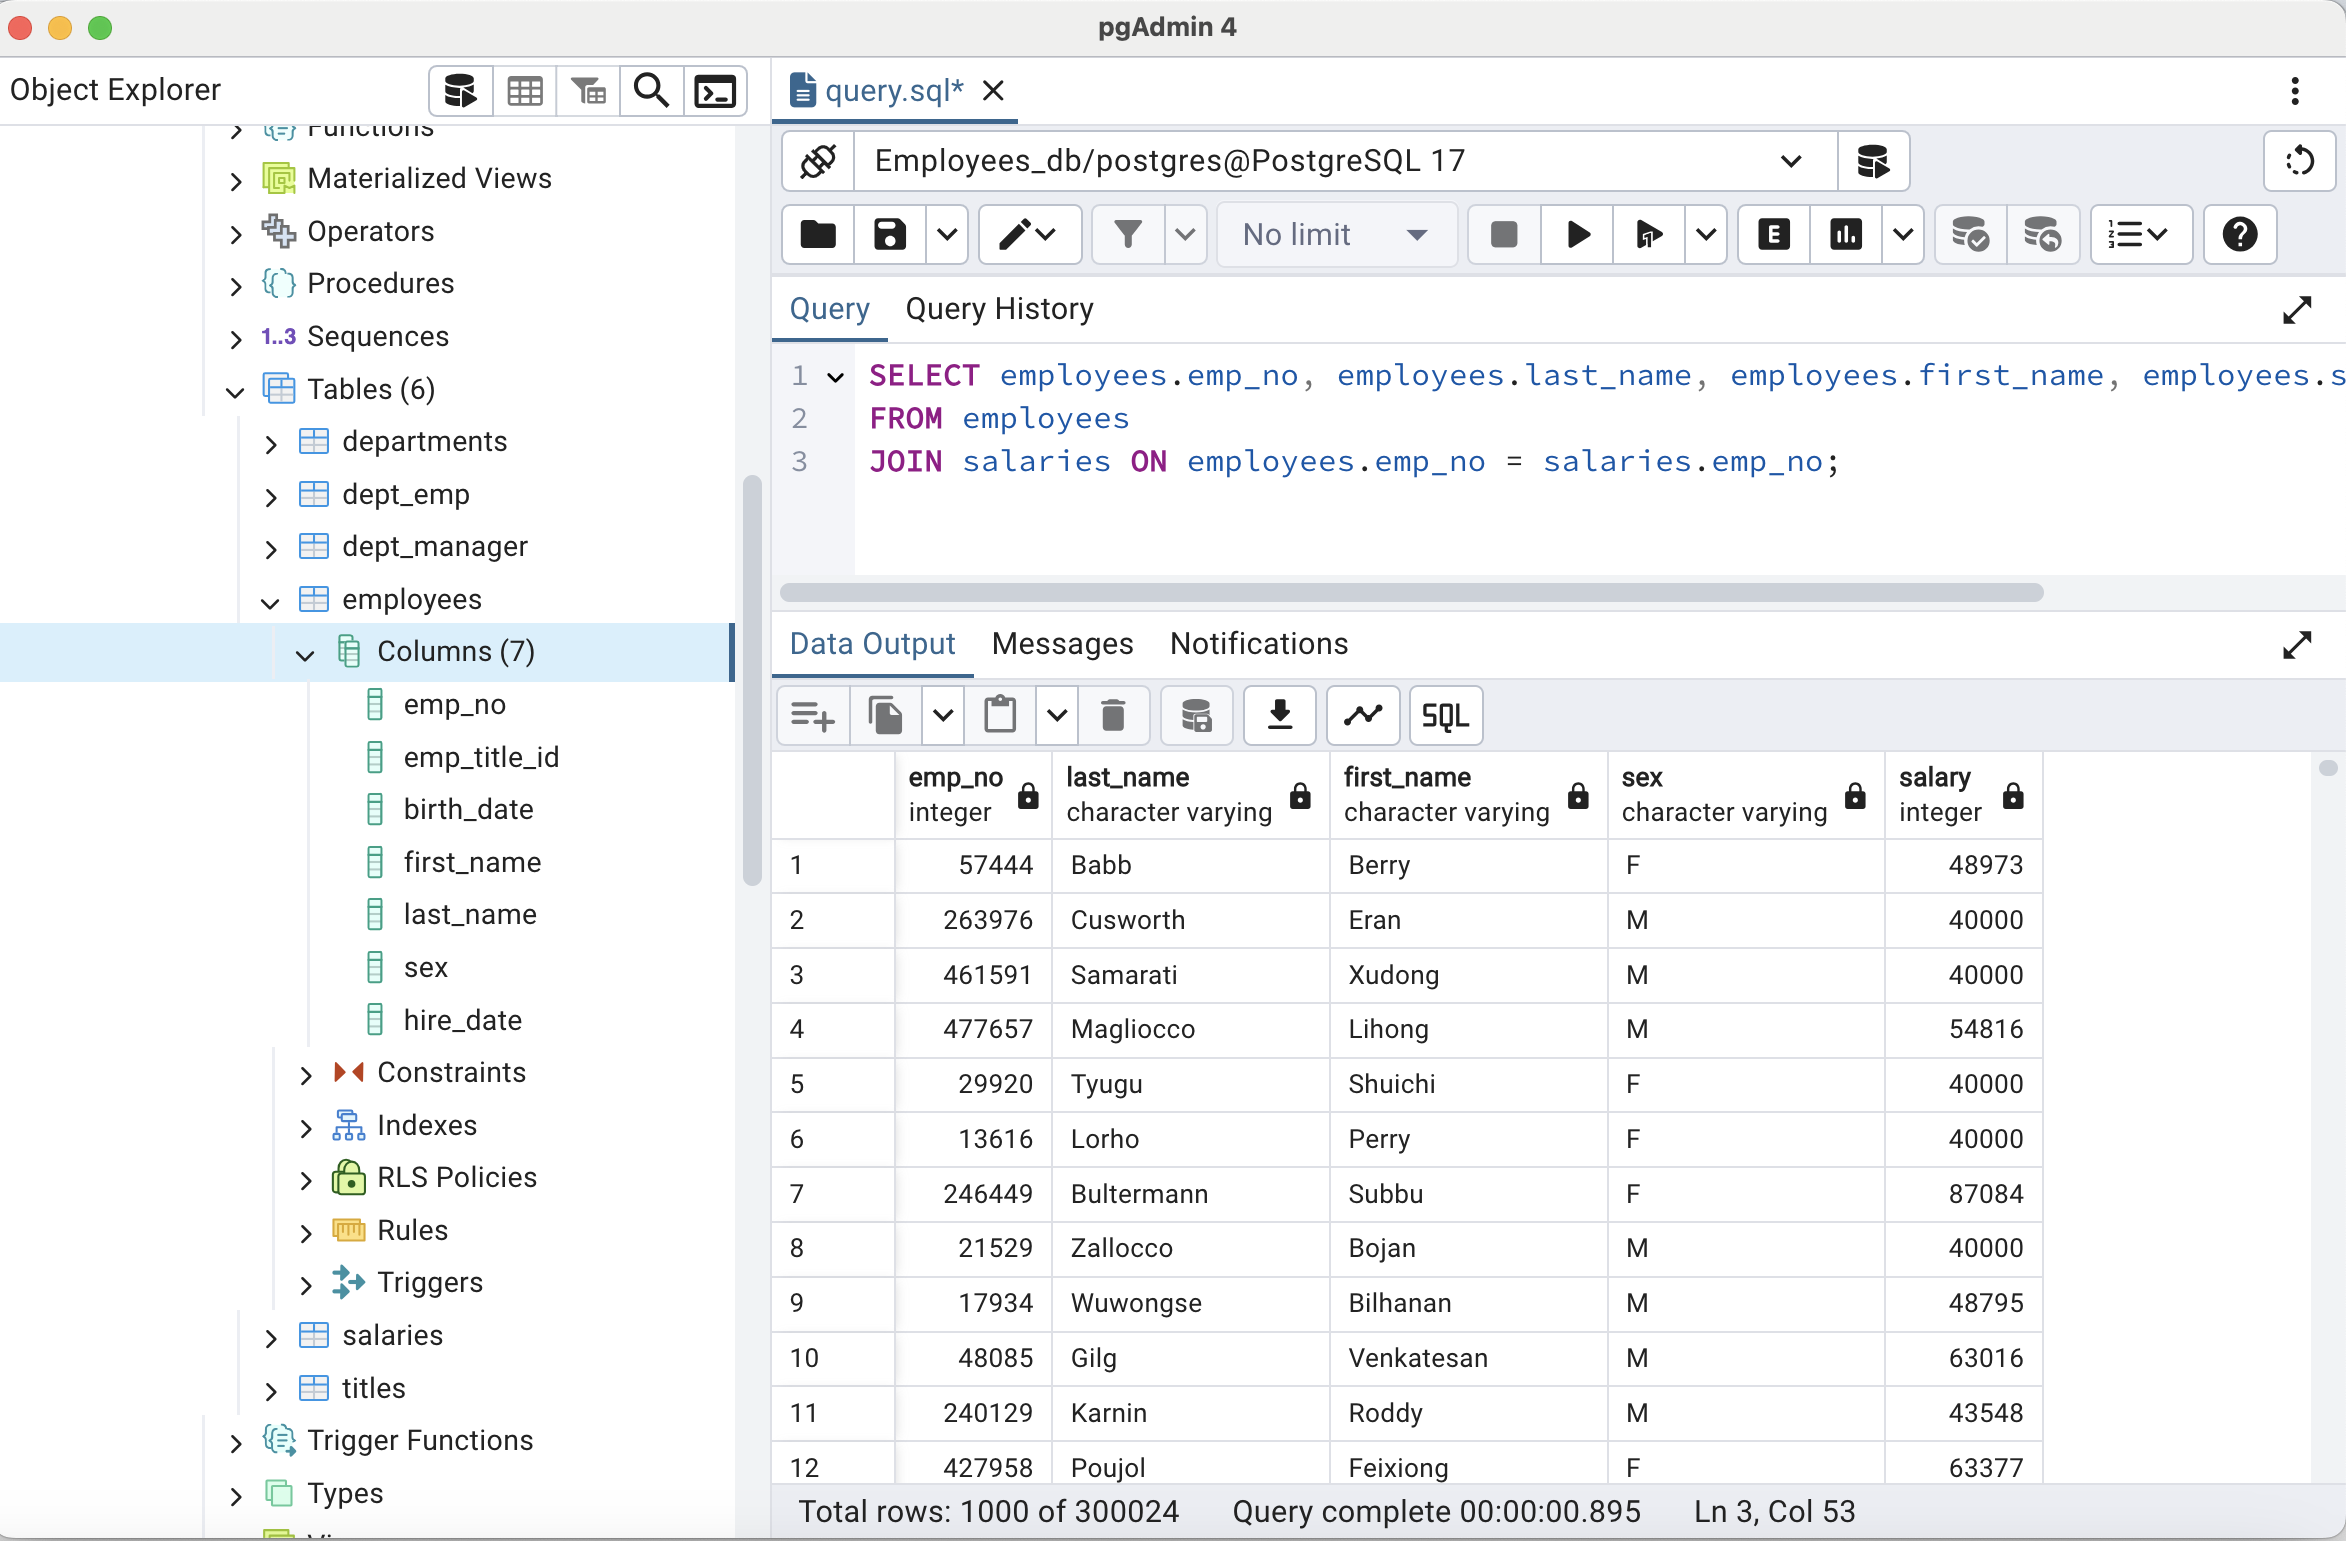 pgAdmin 4
Object Explorer
Functions
Materialized Views
Operators
Procedures
1..3 Sequences
Tables (6)
departments
dept_emp
dept_manager
employees
Columns (7)
emp_no
emp_title_id
birth_date
first_name
last_name
sex
hire_date
Constraints
Indexes
RLS Policies
Rules
Triggers
salaries
titles
Trigger Functions
Types
query.sql*
Employees_db/postgres@PostgreSQL 17
No limit
E
Query Query History
1 SELECT employees.emp_no, employees.last_name, employees.first_name, employees.s
2 FROM employees
3 JOIN salaries ON employees.emp_no = salaries.emp_no;
Data Output Messages Notifications
SQL
emp_no last_name first_name sex salary
integer character varying character varying character varying integer
1 57444 Babb Berry F 48973
2 263976 Cusworth Eran M 40000
3 461591 Samarati Xudong M 40000
4 477657 Magliocco Lihong M 54816
5 29920 Tyugu Shuichi F 40000
6 13616 Lorho Perry F 40000
7 246449 Bultermann Subbu F 87084
8 21529 Zallocco Bojan M 40000
9 17934 Wuwongse Bilhanan M 48795
10 48085 Gilg Venkatesan M 63016
11 240129 Karnin Roddy M 43548
12 427958 Poujol Feixiong F 63377
Total rows: 1000 of 300024 Query complete 00:00:00.895 Ln 3, Col 53